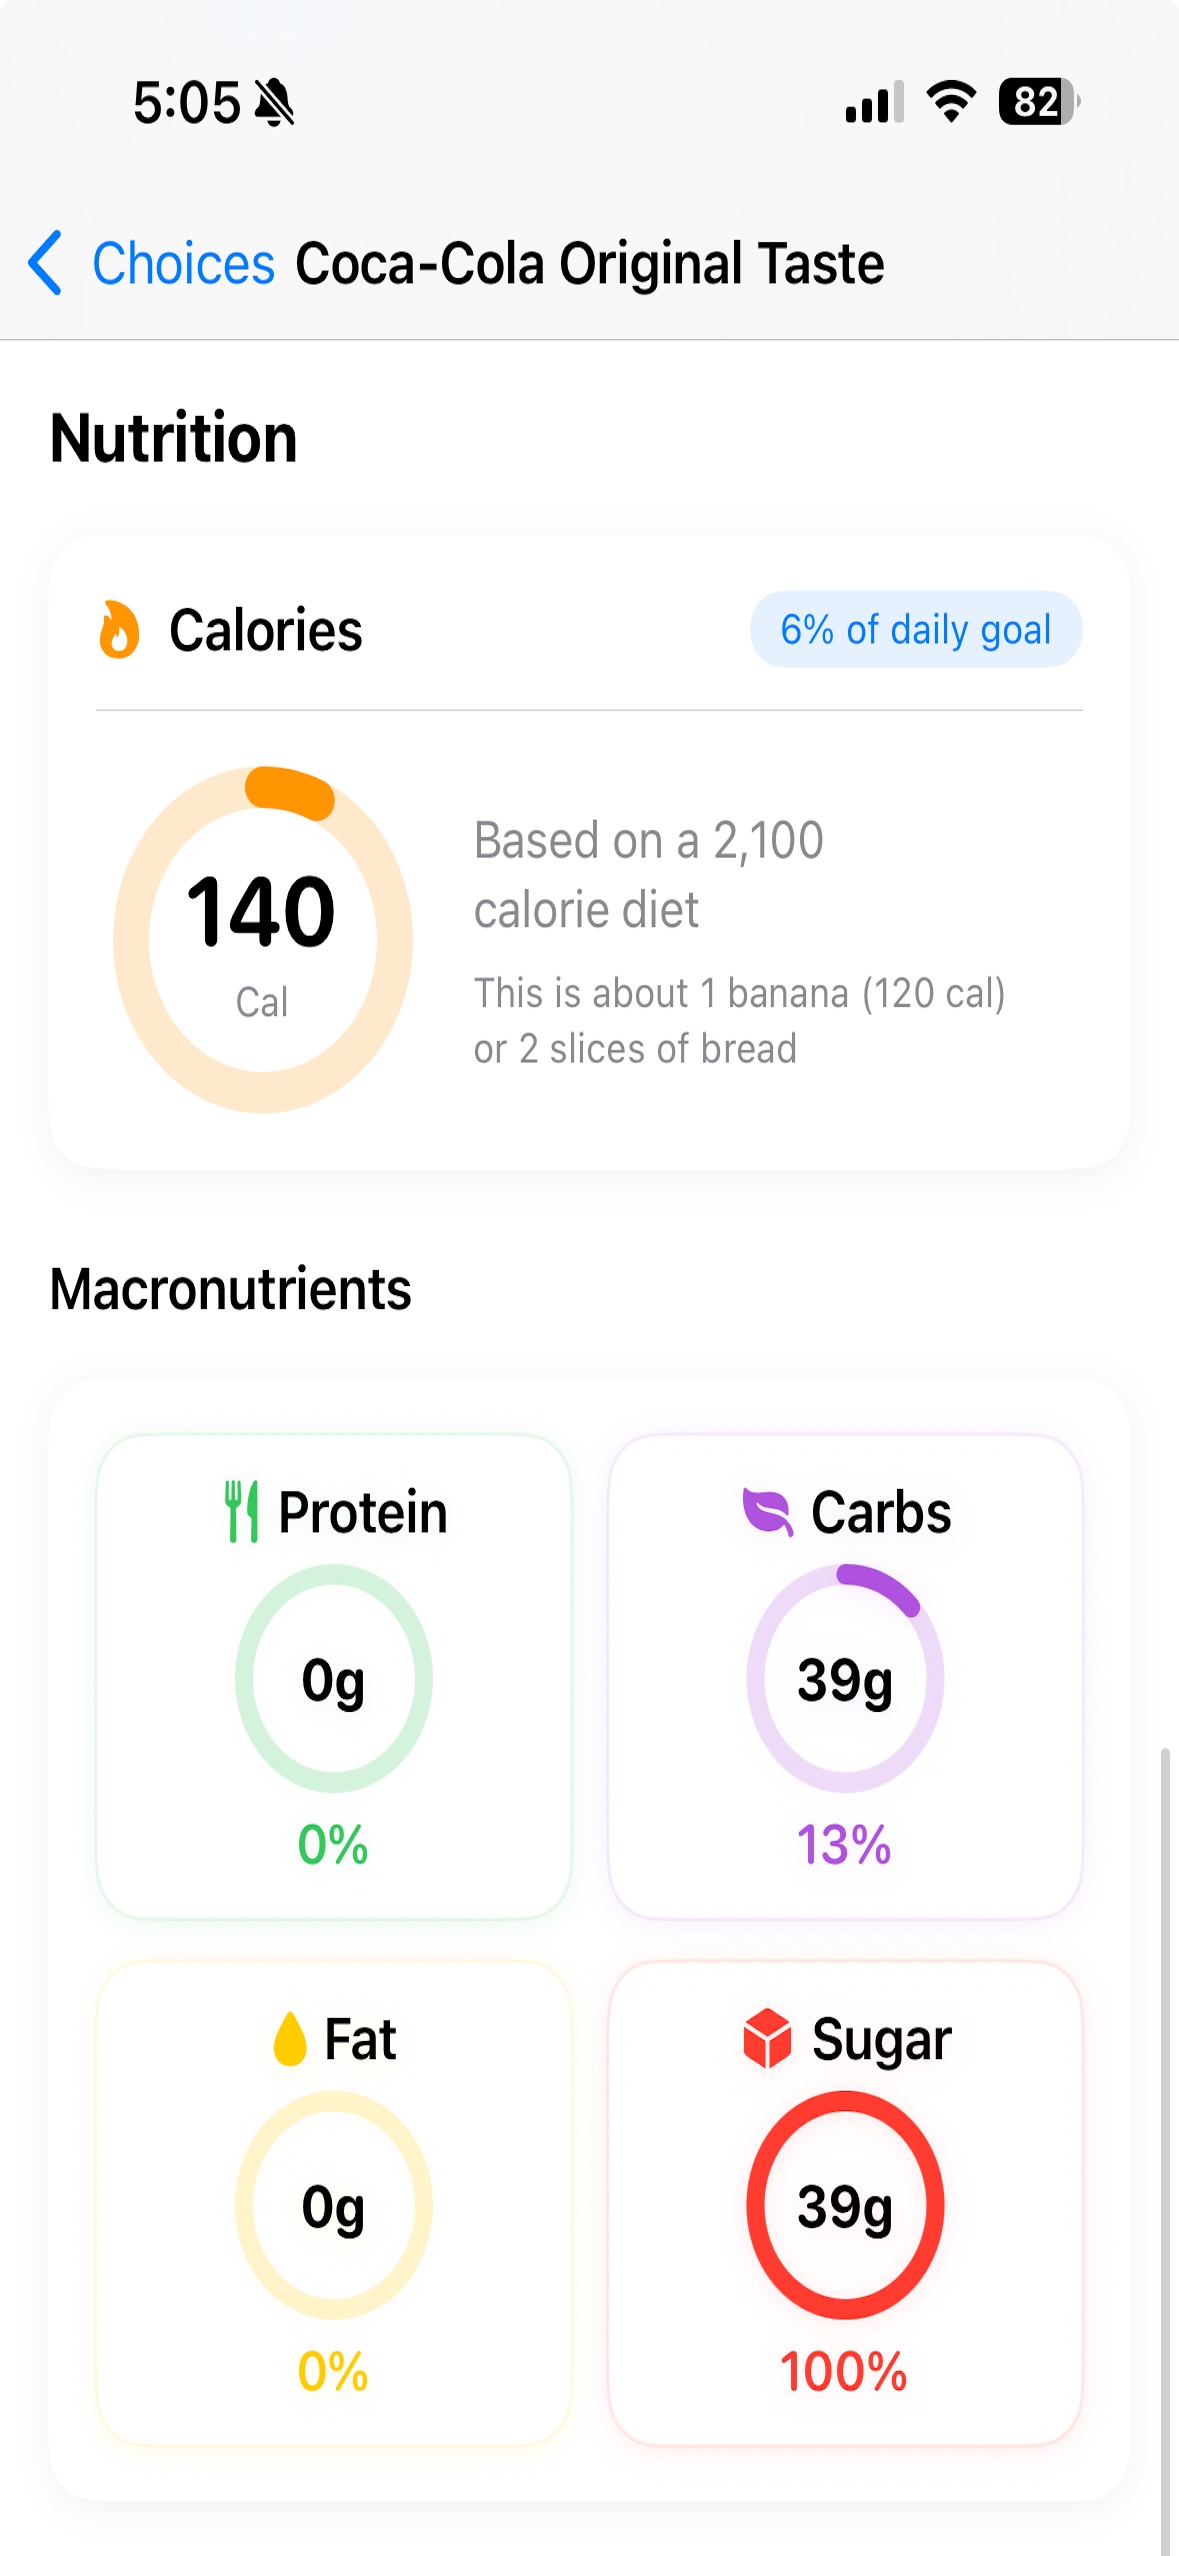 5:05
82
Choices Coca-Cola Original Taste
Nutrition
Calories
6% of daily goal
140
Cal
Based on a 2,100
calorie diet
This is about 1 banana (120 cal)
or 2 slices of bread
Macronutrients
Protein
0g
0%
Carbs
39g
13%
Fat
0g
0%
Sugar
39g
100%